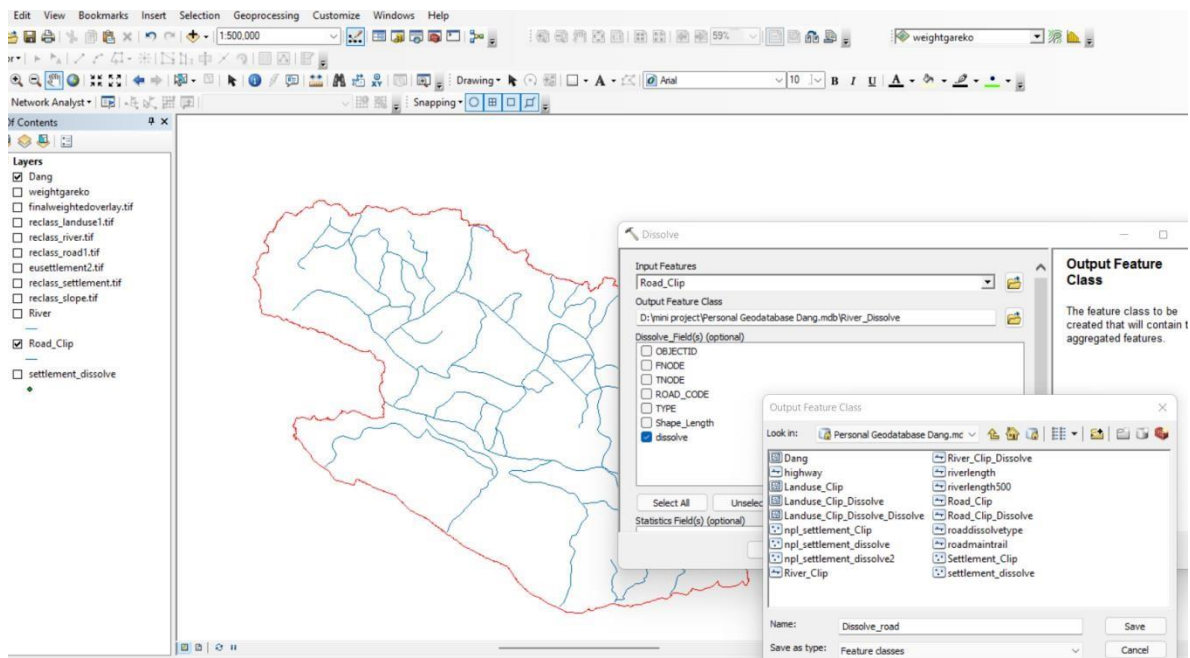 Edit View Bookmarks Insert Selection Geoprocessing Customize Windows Help
1:500,000
59%
weightgareko
Drawing
A
Arial
10
B I U A
Network Analyst
Snapping
Of Contents
Layers
Dang
weightgareko
finalweightedoverlay.tif
reclass_landuse1.tif
reclass_river.tif
reclass_road1.tif
eusettlement2.tif
reclass_settlement.tif
reclass_slope.tif
River
Road_Clip
settlement_dissolve
Dissolve
Input Features
Road_Clip
Output Feature Class
D:\mini project\Personal Geodatabase Dang.mdb\River_Dissolve
Dissolve_Field(s) (optional)
OBJECTID
FNODE
TNODE
ROAD_CODE
TYPE
Shape_Length
dissolve
Select All Unselec
Statistics Field(s) (optional)
Output Feature
Class
The feature class to be
created that will contain t
aggregated features.
Output Feature Class
Look in: Personal Geodatabase Dang.mc
Dang
highway
Landuse_Clip
Landuse_Clip_Dissolve
Landuse_Clip_Dissolve_Dissolve
npl_settlement_Clip
npl_settlement_dissolve
npl_settlement_dissolve2
River_Clip
River_Clip_Dissolve
riverlength
riverlength500
Road_Clip
Road_Clip_Dissolve
roaddissolvetype
roadmaintrail
Settlement_Clip
settlement_dissolve
Name: Dissolve_road Save
Save as type: Feature classes Cancel